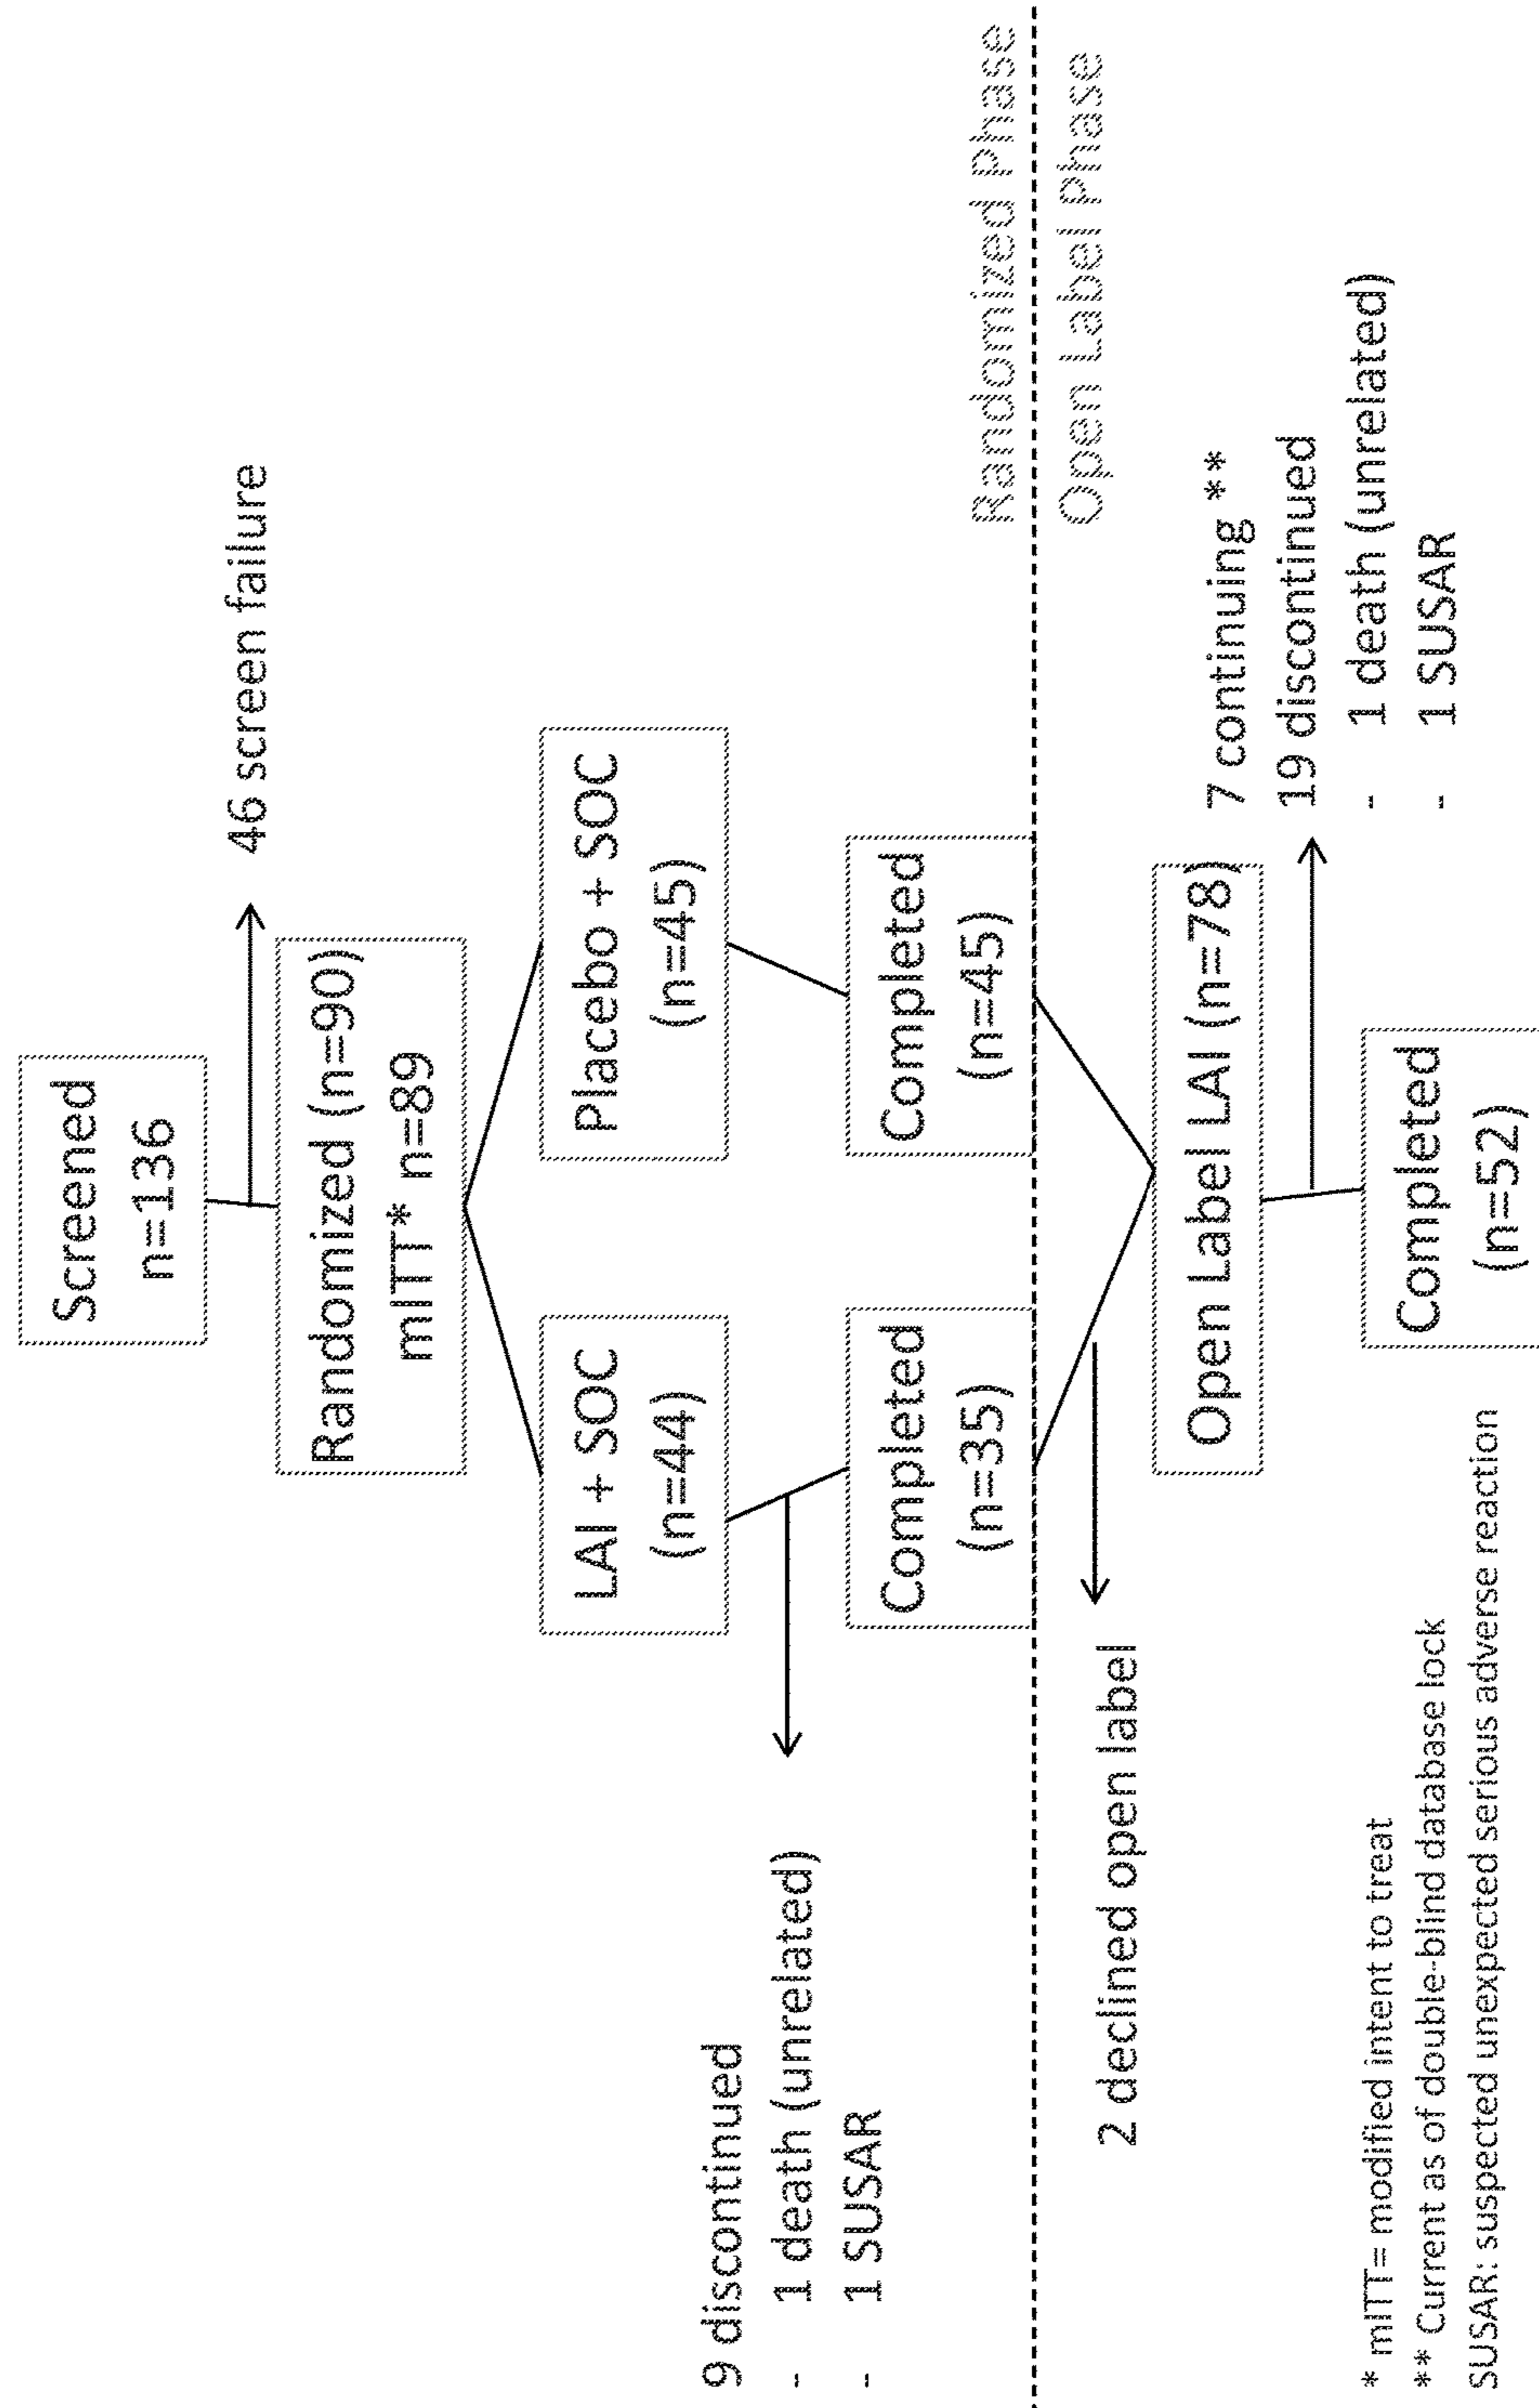 Screened
n=136
46 screen failure
Randomized (n=90)
mITT* n=89
LAI + SOC
(n=44)
Placebo + SOC
(n=45)
9 discontinued
- 1 death (unrelated)
- 1 SUSAR
Completed
(n=35)
Completed
(n=45)
Randomized Phase
Open Label Phase
2 declined open label
Open Label LAI (n=78)
7 continuing **
19 discontinued
- 1 death (unrelated)
- 1 SUSAR
Completed
(n=52)
* mITT= modified intent to treat
** Current as of double-blind database lock
SUSAR: suspected unexpected serious adverse reaction